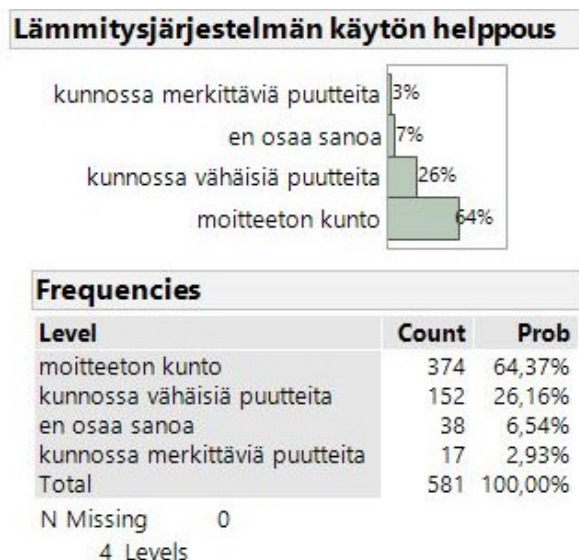 Lämmitysjärjestelmän käytön helppous
kunnossa merkittäviä puutteita 3%
en osaa sanoa 7%
kunnossa vähäisiä puutteita 26%
moitteeton kunto 64%
Frequencies
Level Count Prob
moitteeton kunto 374 64,37%
kunnossa vähäisiä puutteita 152 26,16%
en osaa sanoa 38 6,54%
kunnossa merkittäviä puutteita 17 2,93%
Total 581 100,00%
N Missing 0
4 Levels